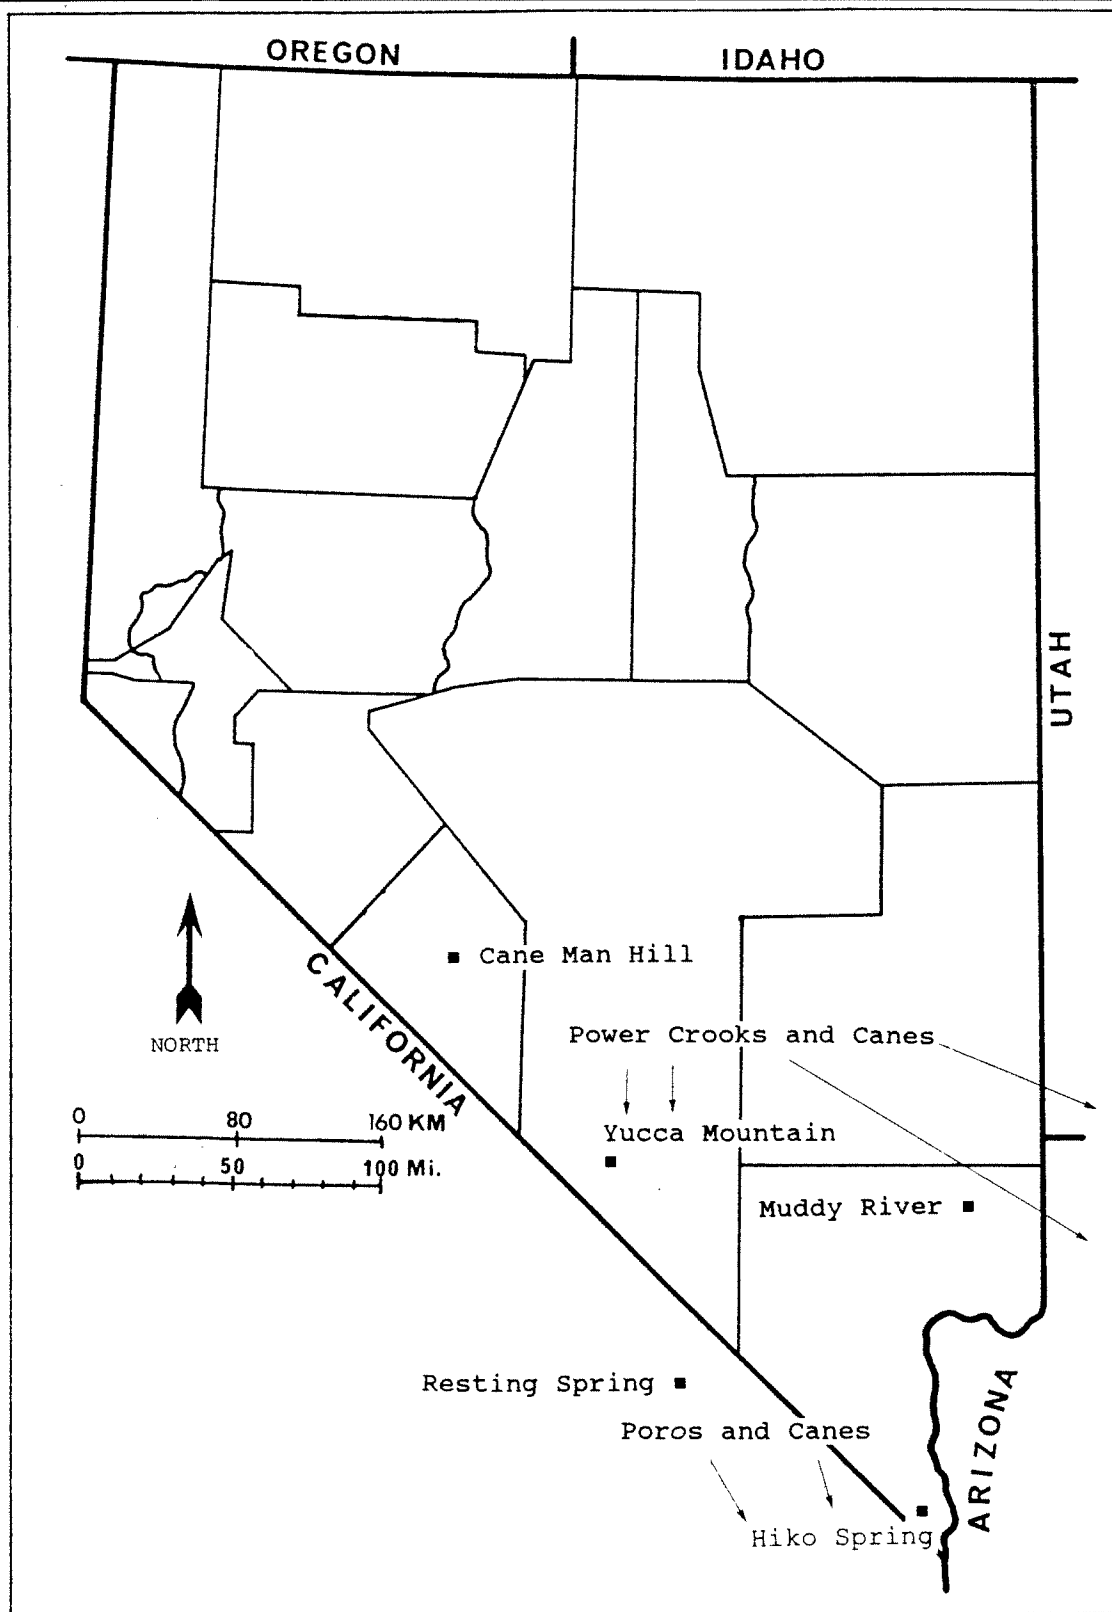 OREGON
IDAHO
UTAH
Cane Man Hill
CALIFORNIA
Power Crooks and Canes
NORTH
0 80 160 KM
0 50 100 Mi.
Yucca Mountain
Muddy River
Resting Spring
Poros and Canes
ARIZONA
Hiko Spring